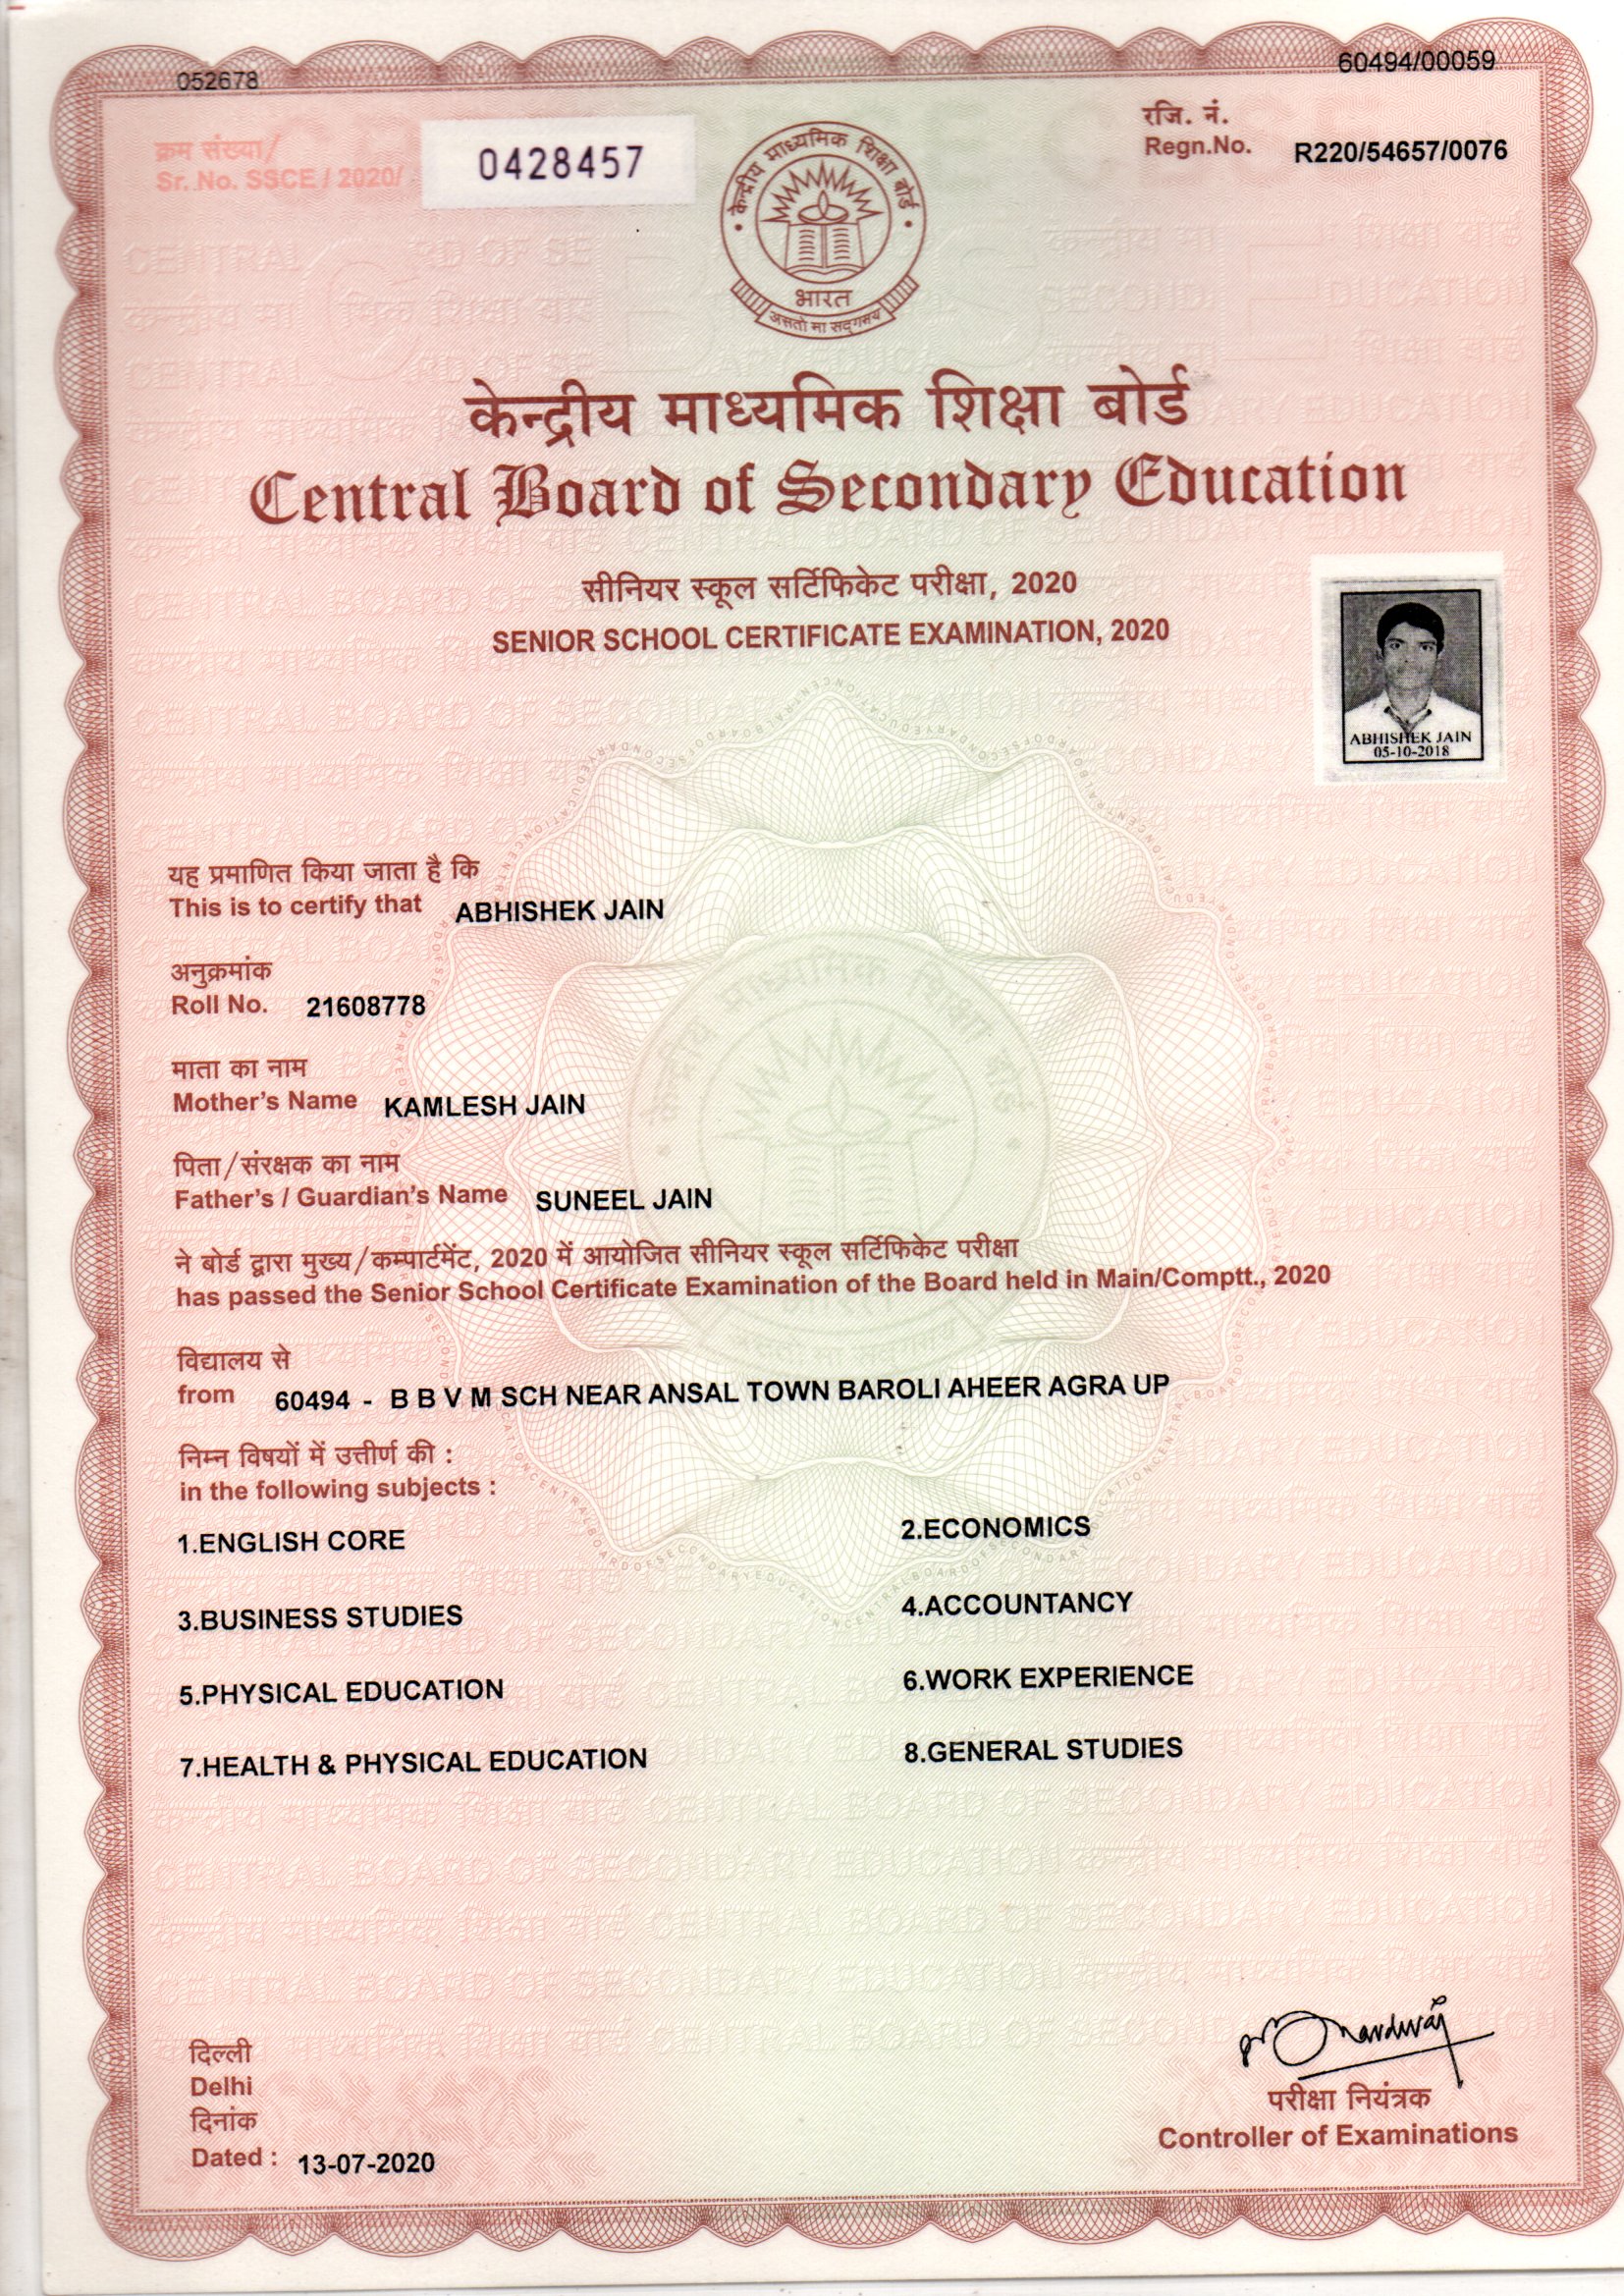 052678
60494/00059
क्रम संख्या/
Sr. No. SSCE / 2020/
0428457
रजि. नं.
Regn.No. R220/54657/0076
केन्द्रीय माध्यमिक शिक्षा बोर्ड
भारत
असतो मा सद्गमय
केन्द्रीय माध्यमिक शिक्षा बोर्ड
Central Board of Secondary Education
सीनियर स्कूल सर्टिफिकेट परीक्षा, 2020
SENIOR SCHOOL CERTIFICATE EXAMINATION, 2020
ABHISHEK JAIN
05-10-2018
यह प्रमाणित किया जाता है कि
This is to certify that ABHISHEK JAIN
अनुक्रमांक
Roll No. 21608778
माता का नाम
Mother's Name KAMLESH JAIN
पिता/संरक्षक का नाम
Father's / Guardian's Name SUNEEL JAIN
ने बोर्ड द्वारा मुख्य/कम्पार्टमेंट, 2020 में आयोजित सीनियर स्कूल सर्टिफिकेट परीक्षा
has passed the Senior School Certificate Examination of the Board held in Main/Comptt., 2020
विद्यालय से
from 60494 - B B V M SCH NEAR ANSAL TOWN BAROLI AHEER AGRA UP
निम्न विषयों में उत्तीर्ण की :
in the following subjects :
1.ENGLISH CORE 2.ECONOMICS
3.BUSINESS STUDIES 4.ACCOUNTANCY
5.PHYSICAL EDUCATION 6.WORK EXPERIENCE
7.HEALTH & PHYSICAL EDUCATION 8.GENERAL STUDIES
दिल्ली
Delhi
दिनांक
Dated : 13-07-2020
परीक्षा नियंत्रक
Controller of Examinations